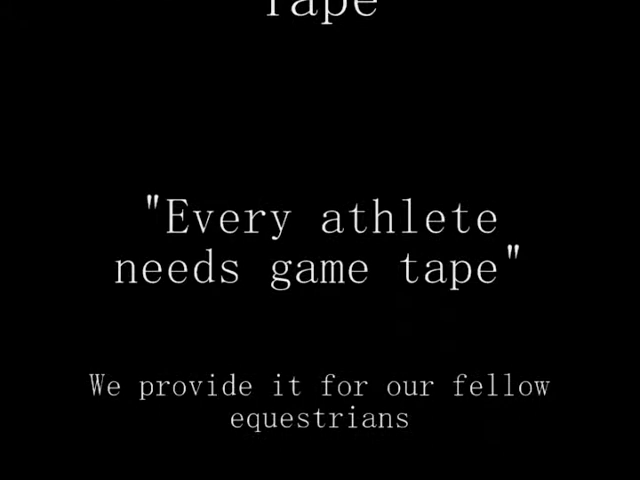 Tape
"Every athlete
needs game tape"
We provide it for our fellow
equestrians